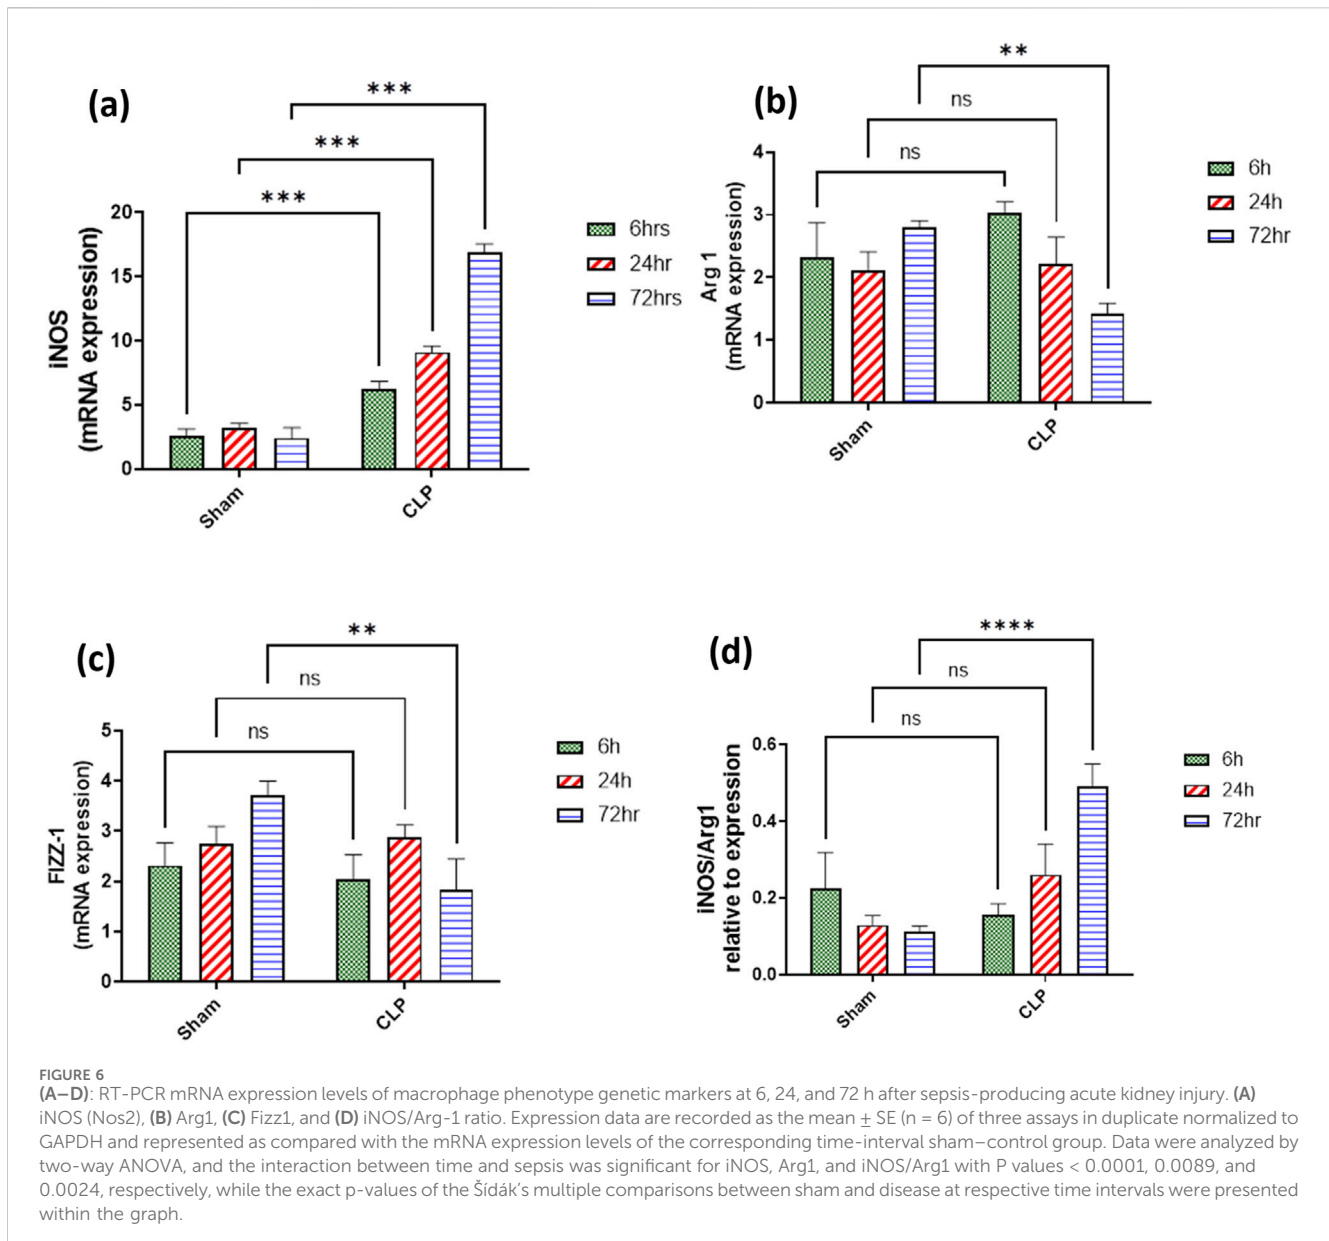 (a)
***
***
***
iNOS
(mRNA expression)
20
15
10
5
0
Sham
CLP
6hrs
24hr
72hrs
(b)
**
ns
ns
Arg 1
(mRNA expression)
4
3
2
1
0
Sham
CLP
6h
24h
72hr
(c)
**
ns
ns
FIZZ-1
(mRNA expression)
5
4
3
2
1
0
Sham
CLP
6h
24h
72hr
(d)
****
ns
ns
iNOS/Arg1
relative to expression
0.6
0.4
0.2
0.0
Sham
CLP
6h
24h
72hr
FIGURE 6
(A–D): RT-PCR mRNA expression levels of macrophage phenotype genetic markers at 6, 24, and 72 h after sepsis-producing acute kidney injury. (A)
iNOS (Nos2), (B) Arg1, (C) Fizz1, and (D) iNOS/Arg-1 ratio. Expression data are recorded as the mean ± SE (n = 6) of three assays in duplicate normalized to
GAPDH and represented as compared with the mRNA expression levels of the corresponding time-interval sham–control group. Data were analyzed by
two-way ANOVA, and the interaction between time and sepsis was significant for iNOS, Arg1, and iNOS/Arg1 with P values < 0.0001, 0.0089, and
0.0024, respectively, while the exact p-values of the Šídák's multiple comparisons between sham and disease at respective time intervals were presented
within the graph.